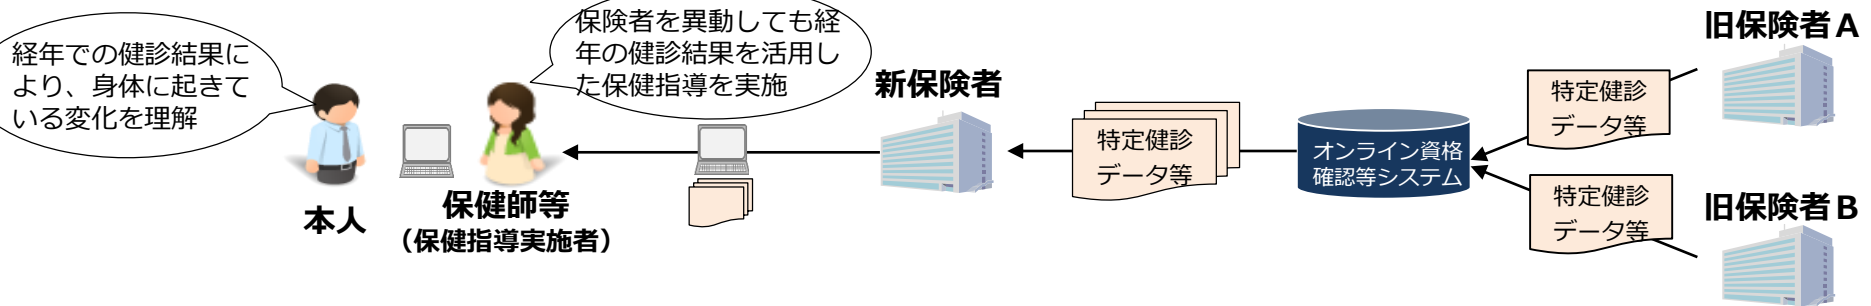 経年での健診結果に
より、身体に起きて
いる変化を理解
本人
保険者を異動しても経
年の健診結果を活用し
た保健指導を実施
保健師等
（保健指導実施者）
新保険者
特定健診
データ等
オンライン資格
確認等システム
特定健診
データ等
旧保険者A
特定健診
データ等
旧保険者B